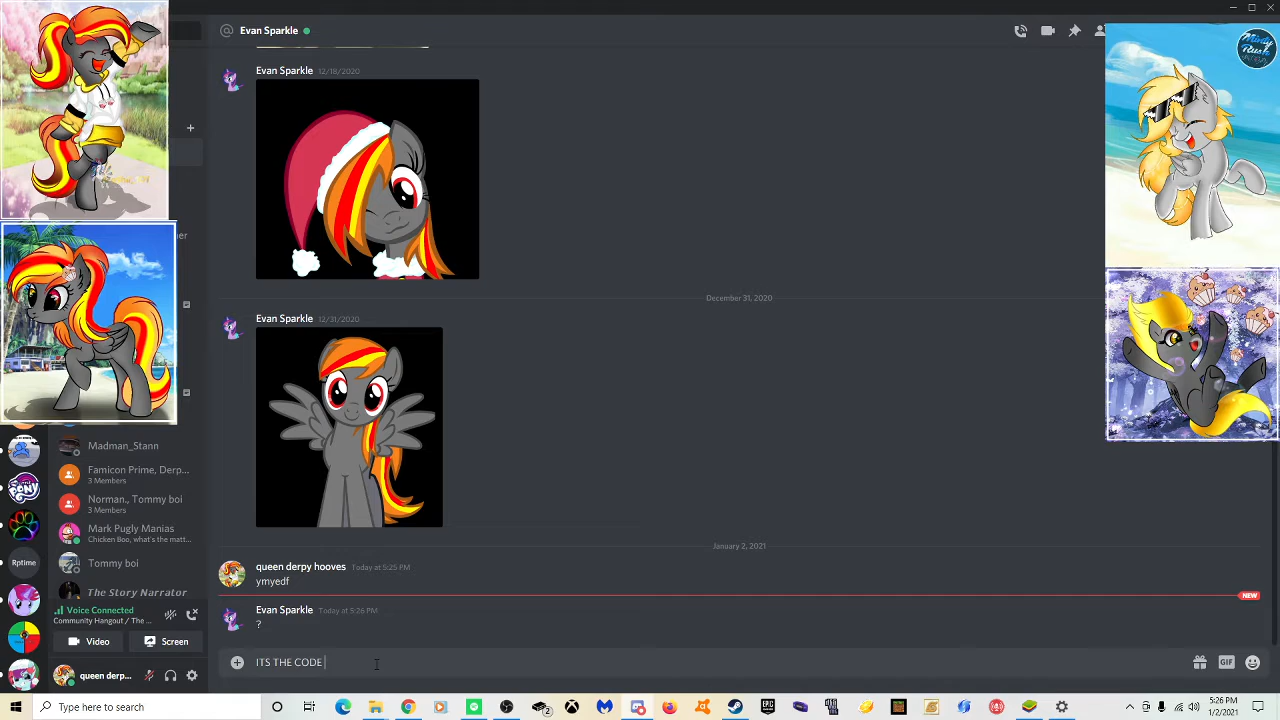 Evan Sparkle
Evan Sparkle 12/18/2020
December 31, 2020
Evan Sparkle 12/31/2020
January 2, 2021
queen derpy hooves Today at 5:25 PM
ymyedf
NEW
Evan Sparkle Today at 5:26 PM
?
ITS THE CODE
GIF
Madman_Stann
Famicon Prime, Derp...
3 Members
Norman., Tommy boi
3 Members
Mark Pugly Manias
Chicken Boo, what's the matt...
Tommy boi
The Story Narrator
Rptime
Voice Connected
Community Hangout / The ...
Video
Screen
queen derp...
Type here to search
5:26 PM
1/2/2021